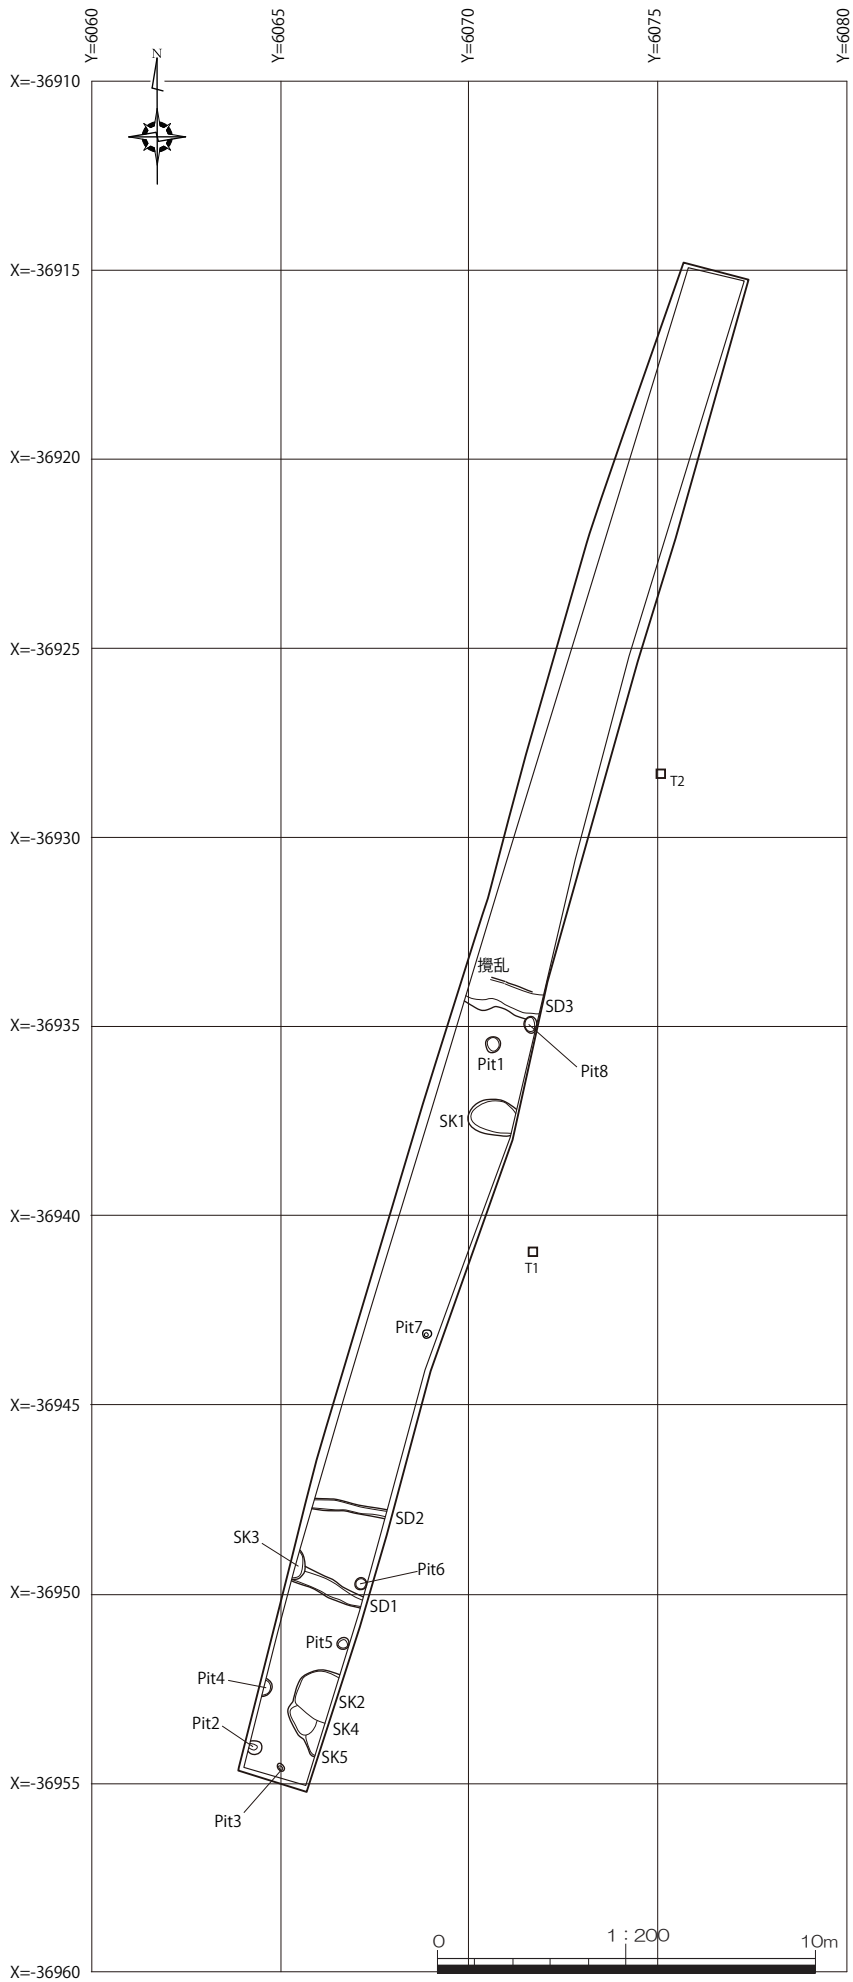 Y=6060
Y=6065
Y=6070
Y=6075
Y=6080
N
X=-36910
X=-36915
X=-36920
X=-36925
T2
X=-36930
攪乱
SD3
X=-36935
Pit1
Pit8
SK1
X=-36940
T1
Pit7
X=-36945
SD2
SK3
Pit6
X=-36950
SD1
Pit5
Pit4
SK2
Pit2
SK4
SK5
X=-36955
Pit3
1：200
0
10m
X=-36960